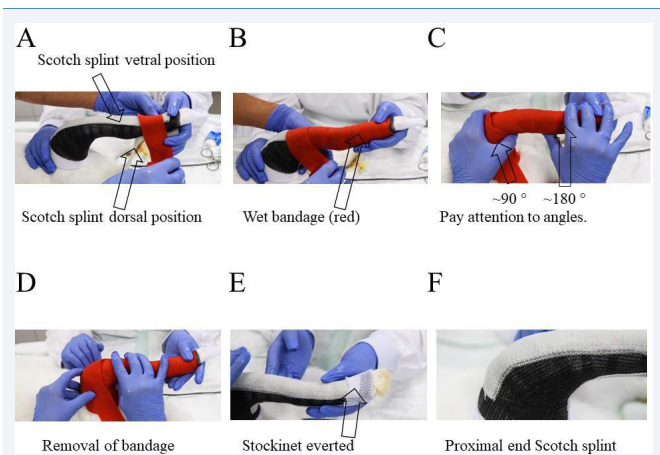 A
B
C
Scotch splint vetral position
Scotch splint dorsal position
Wet bandage (red)
~90 °
~180 °
Pay attention to angles.
D
E
F
Removal of bandage
Stockinet everted
Proximal end Scotch splint